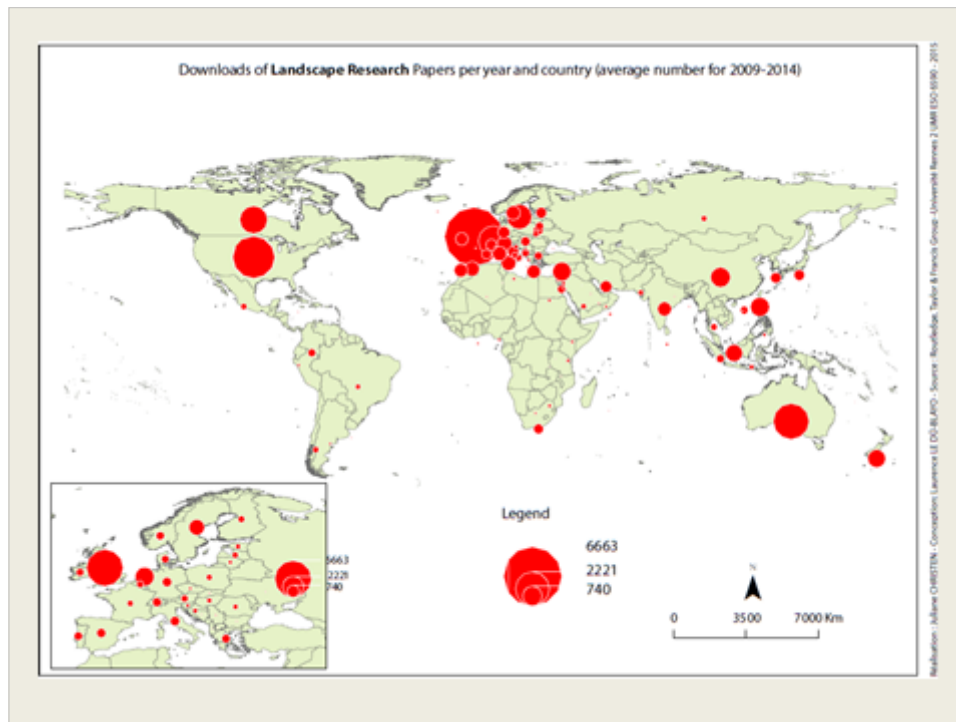 Downloads of Landscape Research Papers per year and country (average number for 2009-2014)
6663
2221
740
Legend
6663
2221
740
N
0 3500 7000 Km
Réalisation : Juliane CHRISTEN - Conception: Laurence LE DÛ-BLAYO - Source : Routledge, Taylor & Francis Group - Université Rennes 2 UMR ESO 6590 - 2015